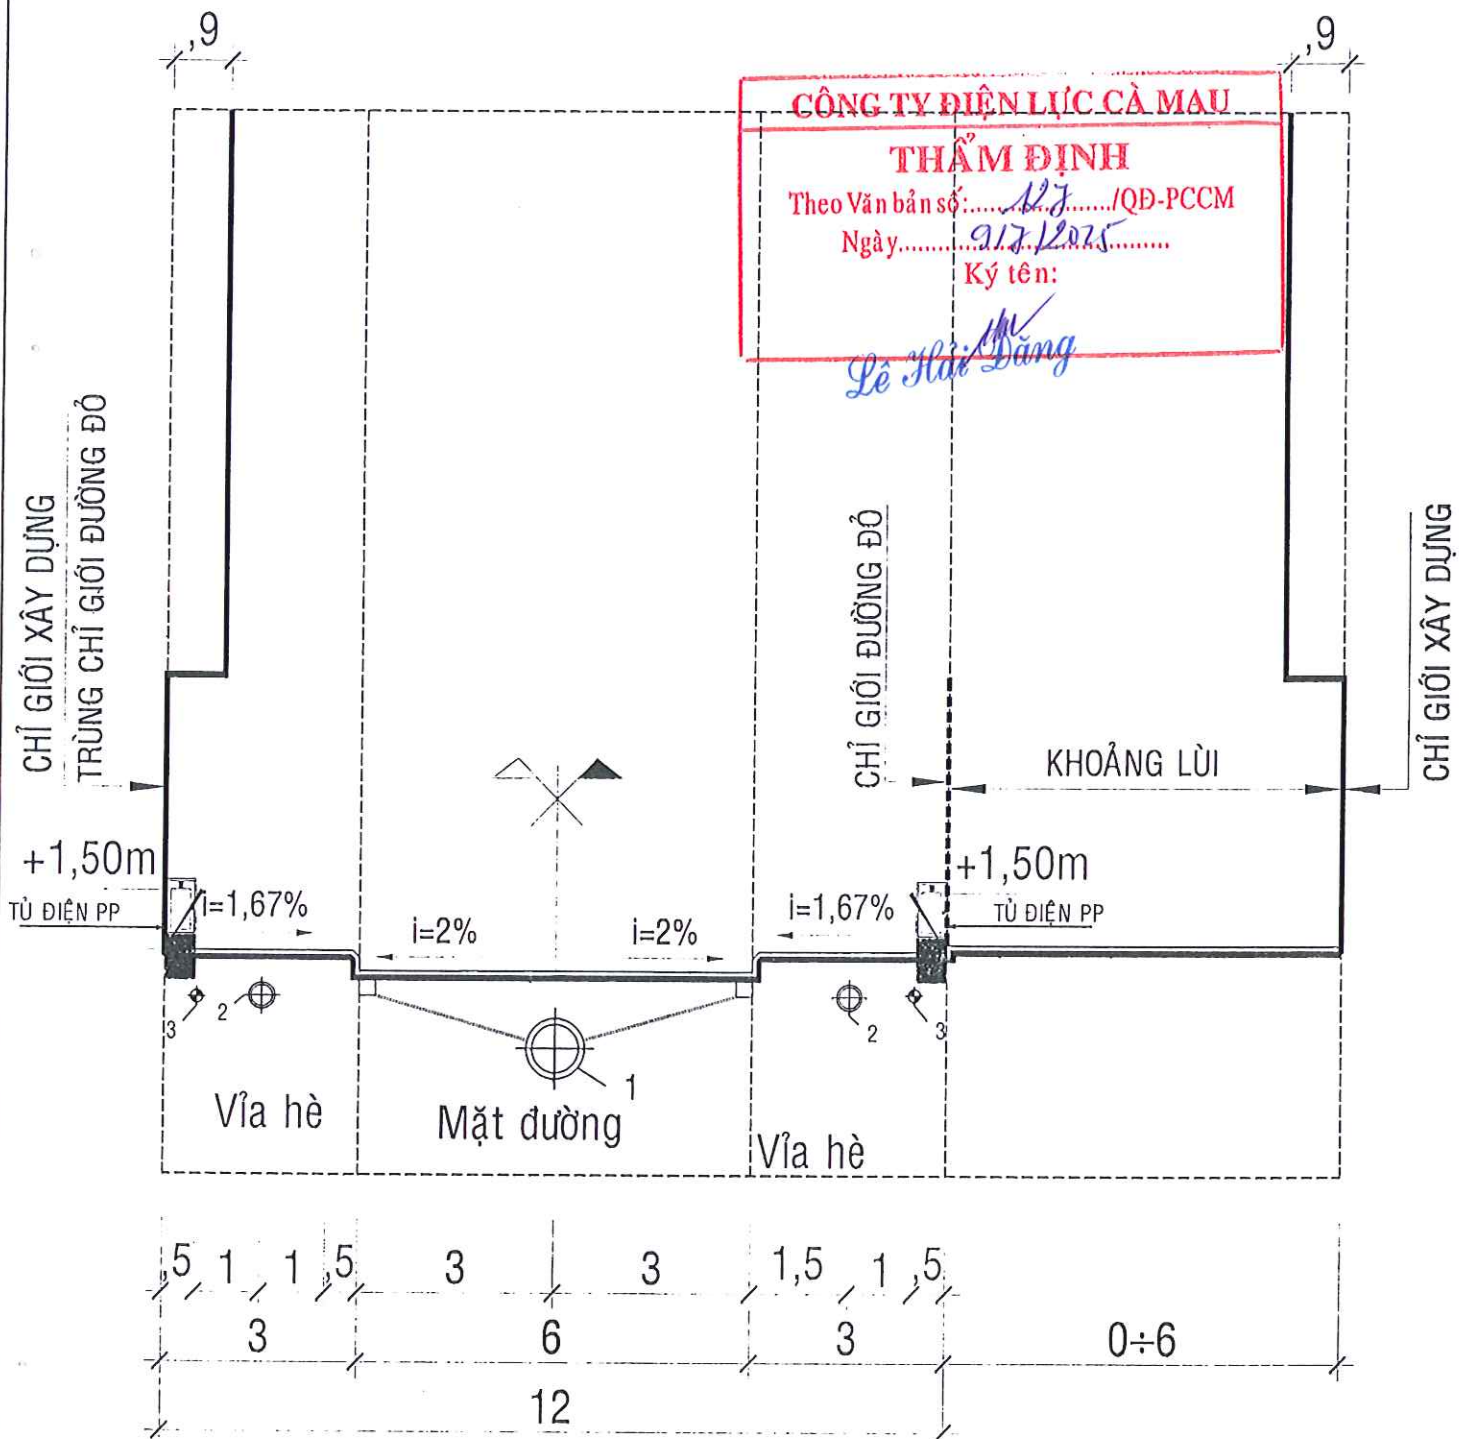 ,9
,9
CÔNG TY ĐIỆN LỰC CÀ MAU
THẨM ĐỊNH
Theo Văn bản số:......127......./QĐ-PCCM
Ngày..........9/7/2025..........
Ký tên:
Lê Hải Đăng
CHỈ GIỚI XÂY DỰNG
TRÙNG CHỈ GIỚI ĐƯỜNG ĐỎ
CHỈ GIỚI ĐƯỜNG ĐỎ
KHOẢNG LÙI
CHỈ GIỚI XÂY DỰNG
+1,50m
+1,50m
TỦ ĐIỆN PP
i=1,67%
i=2%
i=2%
i=1,67%
TỦ ĐIỆN PP
3
2
1
2
3
Vỉa hè
Mặt đường
Vỉa hè
,5 1 1 ,5 3 3 1,5 1 ,5
3 6 3 0÷6
12